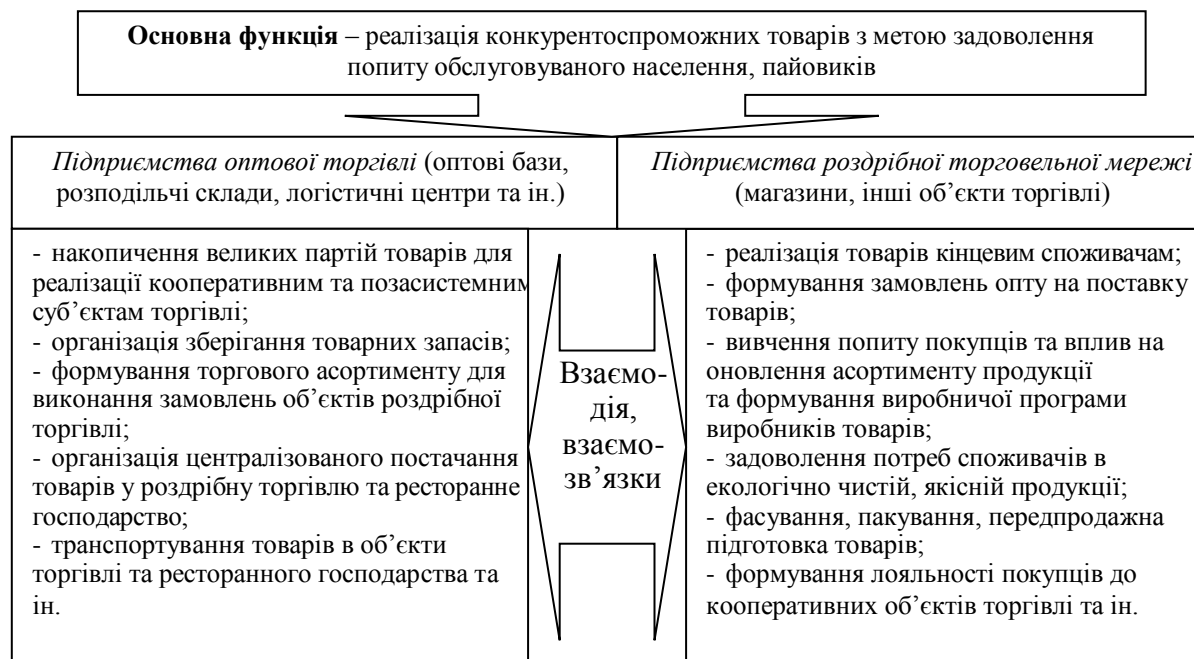 Основна функція – реалізація конкурентоспроможних товарів з метою задоволення
попиту обслуговуваного населення, пайовиків
Підприємства оптової торгівлі (оптові бази,
розподільчі склади, логістичні центри та ін.)
Підприємства роздрібної торговельної мережі
(магазини, інші об’єкти торгівлі)
- накопичення великих партій товарів для
реалізації кооперативним та позасистемним
суб’єктам торгівлі;
- організація зберігання товарних запасів;
- формування торгового асортименту для
виконання замовлень об’єктів роздрібної
торгівлі;
- організація централізованого постачання
товарів у роздрібну торгівлю та ресторанне
господарство;
- транспортування товарів в об’єкти
торгівлі та ресторанного господарства та
ін.
Взаємо-
дія,
взаємо-
зв’язки
- реалізація товарів кінцевим споживачам;
- формування замовлень опту на поставку
товарів;
- вивчення попиту покупців та вплив на
оновлення асортименту продукції
та формування виробничої програми
виробників товарів;
- задоволення потреб споживачів в
екологічно чистій, якісній продукції;
- фасування, пакування, передпродажна
підготовка товарів;
- формування лояльності покупців до
кооперативних об’єктів торгівлі та ін.